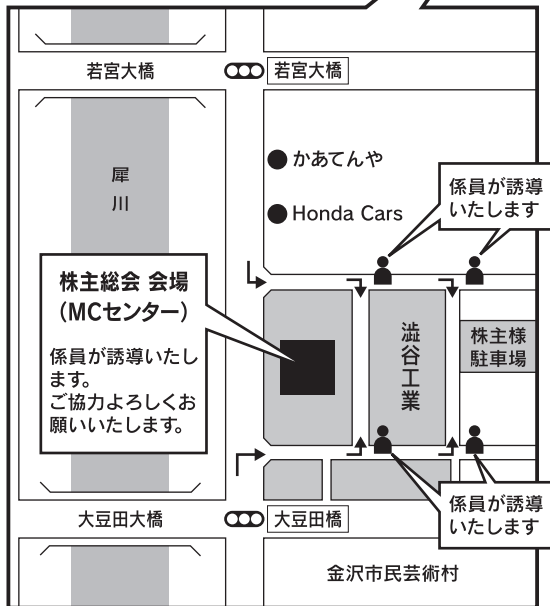 若宮大橋
若宮大橋
かあてんや
犀
川
Honda Cars
係員が誘導
いたします
株主総会 会場
(MCセンター)
係員が誘導いたし
ます。
ご協力よろしくお
願いいたします。
澁谷工業
株主様
駐車場
係員が誘導
いたします
大豆田大橋
大豆田橋
金沢市民芸術村